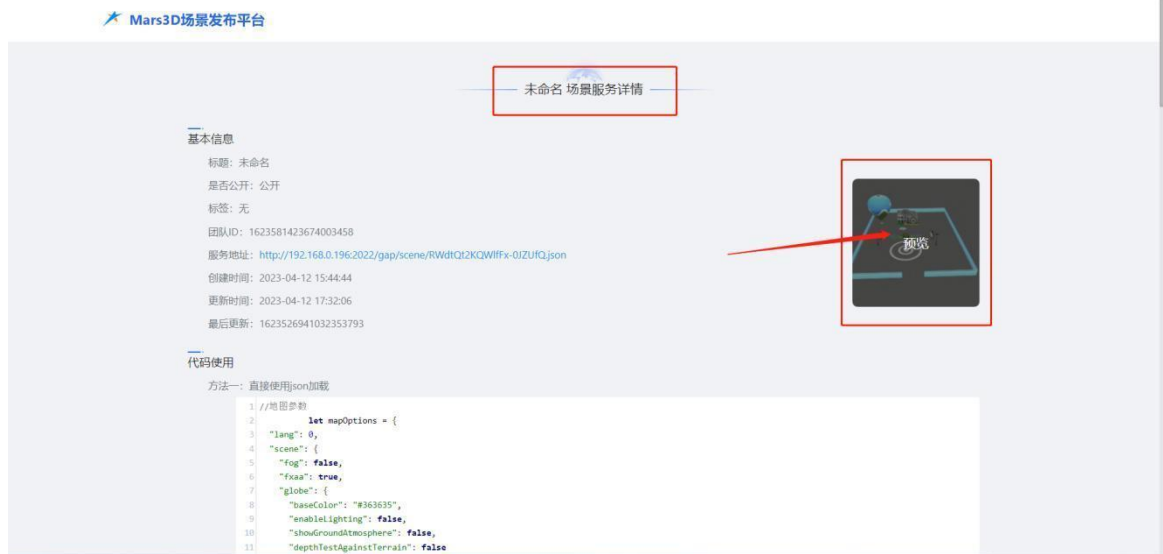 Mars3D场景发布平台
未命名 场景服务详情
基本信息
标题：未命名
是否公开：公开
标签：无
团队ID：1623581423674003458
服务地址：http://192.168.0.196:2022/gap/scene/RWdtQt2KQWlfFx-0JZUfQ.json
创建时间：2023-04-12 15:44:44
更新时间：2023-04-12 17:32:06
最后更新：1623526941032353793
预览
代码使用
方法一：直接使用json加载
1 //地图参数
2 let mapOptions = {
3 "lang": 0,
4 "scene": {
5 "fog": false,
6 "fxaa": true,
7 "globe": {
8 "baseColor": "#363635",
9 "enableLighting": false,
10 "showGroundAtmosphere": false,
11 "depthTestAgainstTerrain": false